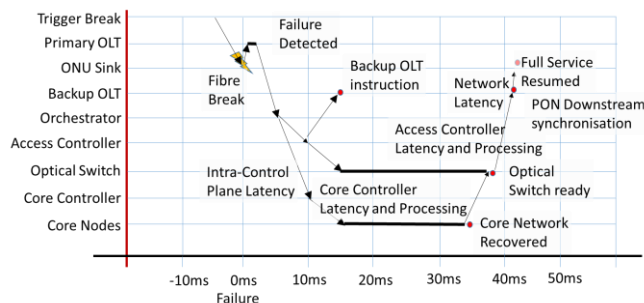 Trigger Break
Primary OLT
ONU Sink
Backup OLT
Orchestrator
Access Controller
Optical Switch
Core Controller
Core Nodes
Failure
Detected
Fibre
Break
Backup OLT
instruction
Full Service
Resumed
Network
Latency
PON Downstream
synchronisation
Access Controller
Latency and Processing
Intra-Control
Plane Latency
Core Controller
Latency and Processing
Optical
Switch ready
Core Network
Recovered
-10ms
0ms
10ms
20ms
30ms
40ms
50ms
Failure